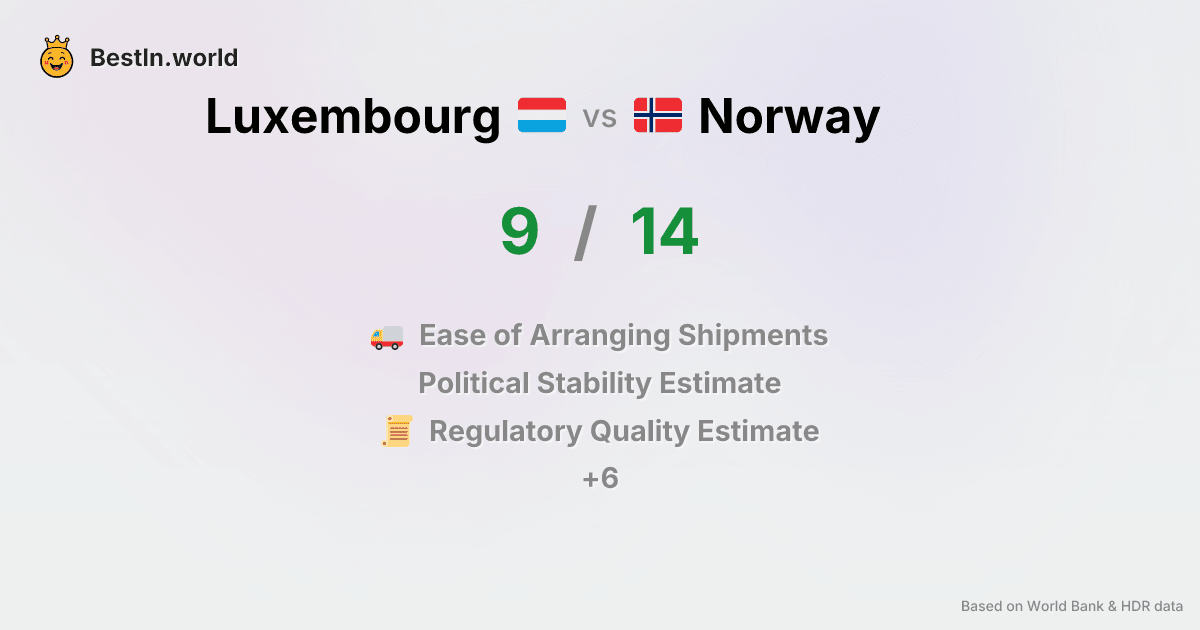 BestIn.world
Luxembourg vs Norway
9 / 14
Ease of Arranging Shipments
Political Stability Estimate
Regulatory Quality Estimate
+6
Based on World Bank & HDR data